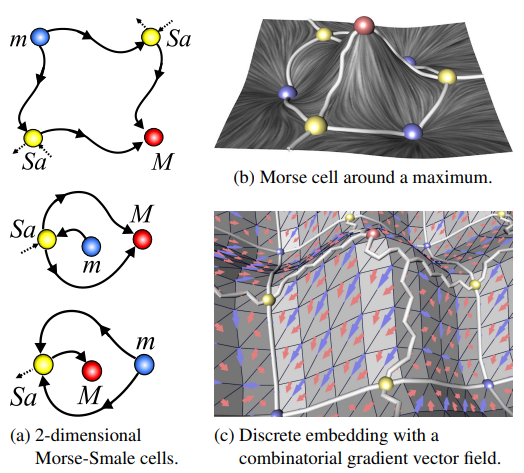 m
Sa
Sa
M
Sa
M
m
m
Sa
M
(a) 2-dimensional
Morse-Smale cells.
(b) Morse cell around a maximum.
(c) Discrete embedding with a
combinatorial gradient vector field.